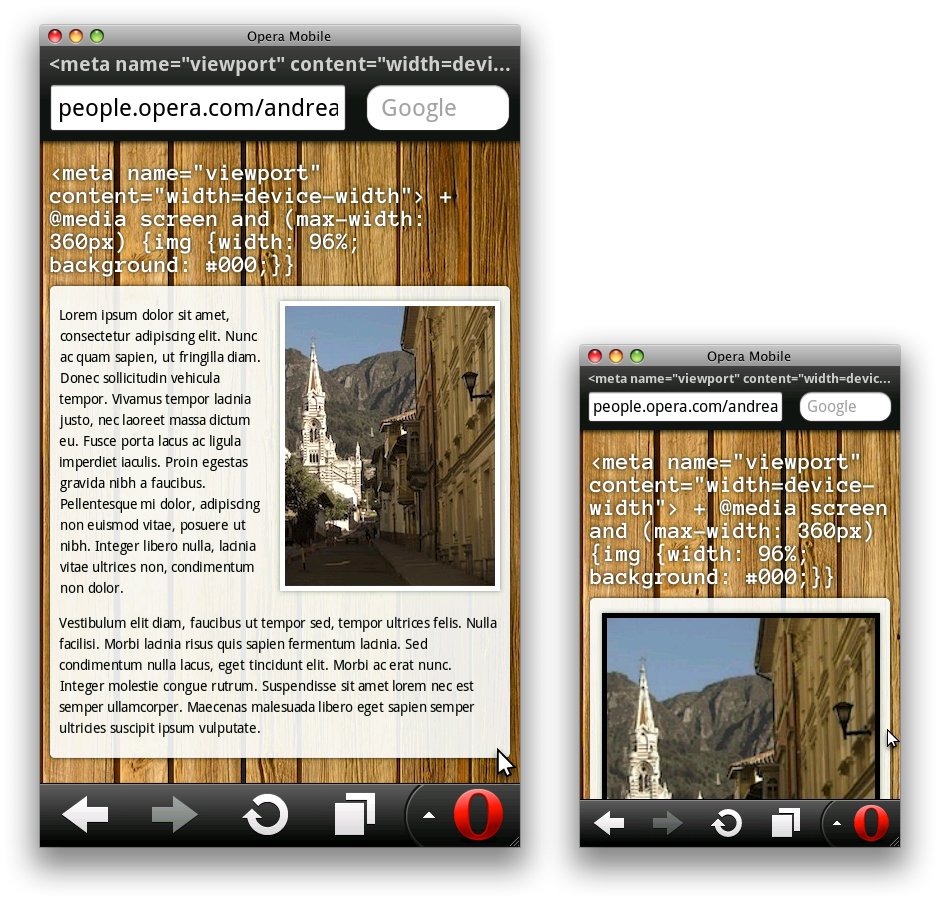 Opera Mobile
<meta name="viewport" content="width=devi...
people.opera.com/andrea
Google
<meta name="viewport"
content="width=device-width"> +
@media screen and (max-width:
360px) {img {width: 96%;
background: #000;}}
Lorem ipsum dolor sit amet,
consectetur adipiscing elit. Nunc
ac quam sapien, ut fringilla diam.
Donec sollicitudin vehicula
tempor. Vivamus tempor lacinia
justo, nec laoreet massa dictum
eu. Fusce porta lacus ac ligula
imperdiet iaculis. Proin egestas
gravida nibh a faucibus.
Pellentesque mi dolor, adipiscing
non euismod vitae, posuere ut
nibh. Integer libero nulla, lacinia
vitae ultrices non, condimentum
non dolor.
Vestibulum elit diam, faucibus ut tempor sed, tempor ultrices felis. Nulla
facilisi. Morbi lacinia risus quis sapien fermentum lacinia. Sed
condimentum nulla lacus, eget tincidunt elit. Morbi ac erat nunc.
Integer molestie congue rutrum. Suspendisse sit amet lorem nec est
semper ullamcorper. Maecenas malesuada libero eget sapien semper
ultricies suscipit ipsum vulputate.
Opera Mobile
<meta name="viewport" content="width=devic...
people.opera.com/andrea
Google
<meta name="viewport"
content="width=device-
width"> + @media screen
and (max-width: 360px)
{img {width: 96%;
background: #000;}}